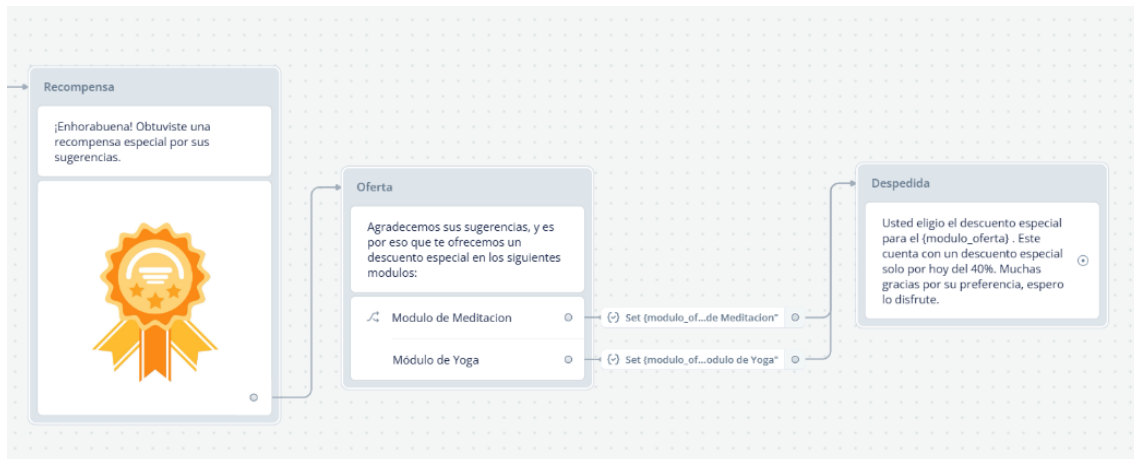 Recompensa
¡Enhorabuena! Obtuviste una
recompensa especial por sus
sugerencias.
Oferta
Agradecemos sus sugerencias, y es
por eso que te ofrecemos un
descuento especial en los siguientes
modulos:
Modulo de Meditacion
Módulo de Yoga
{-} Set {modulo_of...de Meditacion"
{-} Set {modulo_of...odulo de Yoga"
Despedida
Usted eligio el descuento especial
para el {modulo_oferta} . Este
cuenta con un descuento especial
solo por hoy del 40%. Muchas
gracias por su preferencia, espero
lo disfrute.